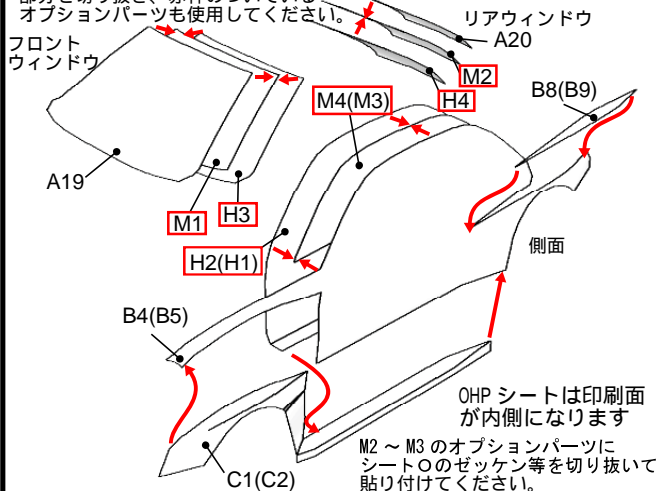 オプションパーツも使用してください。
フロント
ウィンドウ
リアウィンドウ
A20
M2
H4
M4(M3)
B8(B9)
A19
M1
H3
H2(H1)
側面
B4(B5)
OHP シートは印刷面
が内側になります
M2 ~ M3 のオプションパーツに
シートOのゼッケン等を切り抜いて
貼り付けてください。
C1(C2)